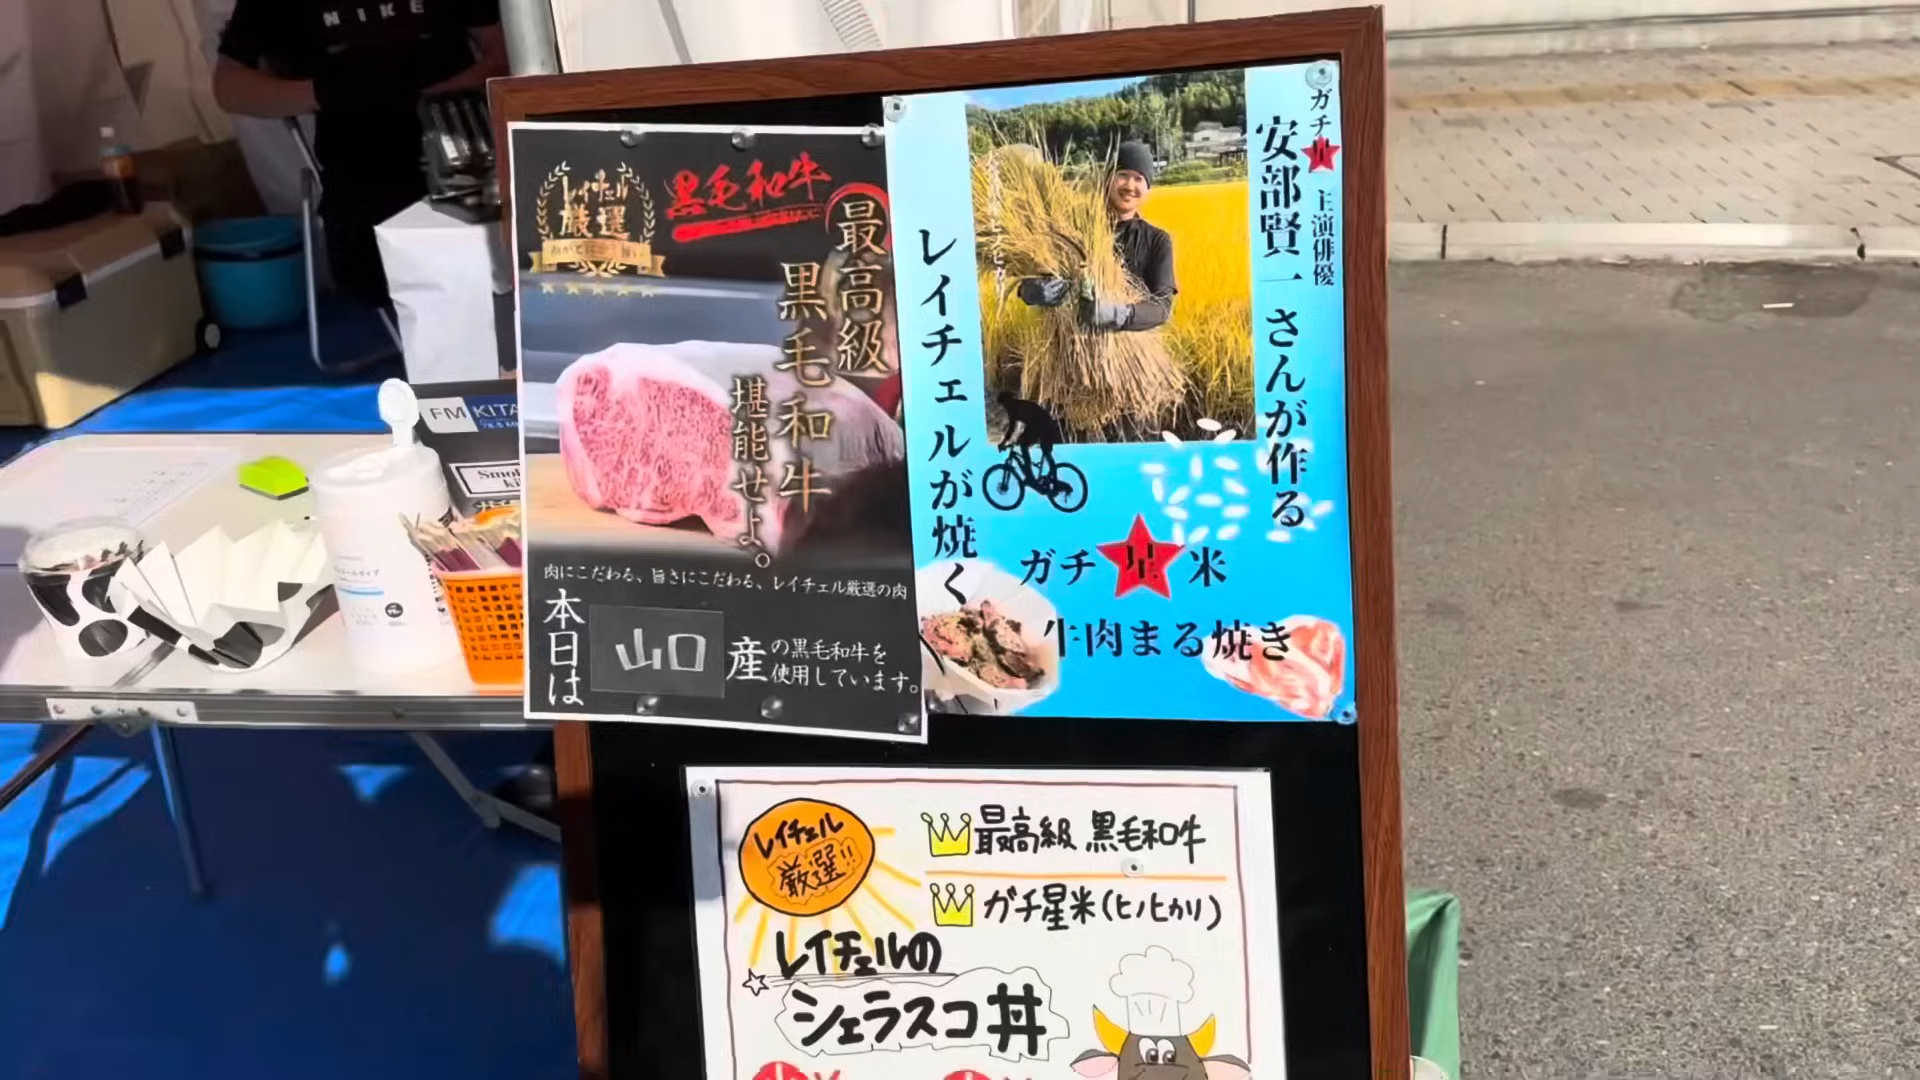 NIKE
FM KITA
レイチェル
厳選
黒毛和牛
最高級
黒毛和牛
堪能せよ。
肉にこだわる、旨さにこだわる、レイチェル厳選の肉
本日は
山口
産
の黒毛和牛を
使用しています。
ガチ星 主演俳優
安部賢一さんが作る
レイチェルが焼く
ガチ星米
牛肉まる焼き
レイチェル
厳選!!
最高級 黒毛和牛
ガチ星米(ヒノヒカリ)
レイチェルの
シュラスコ丼